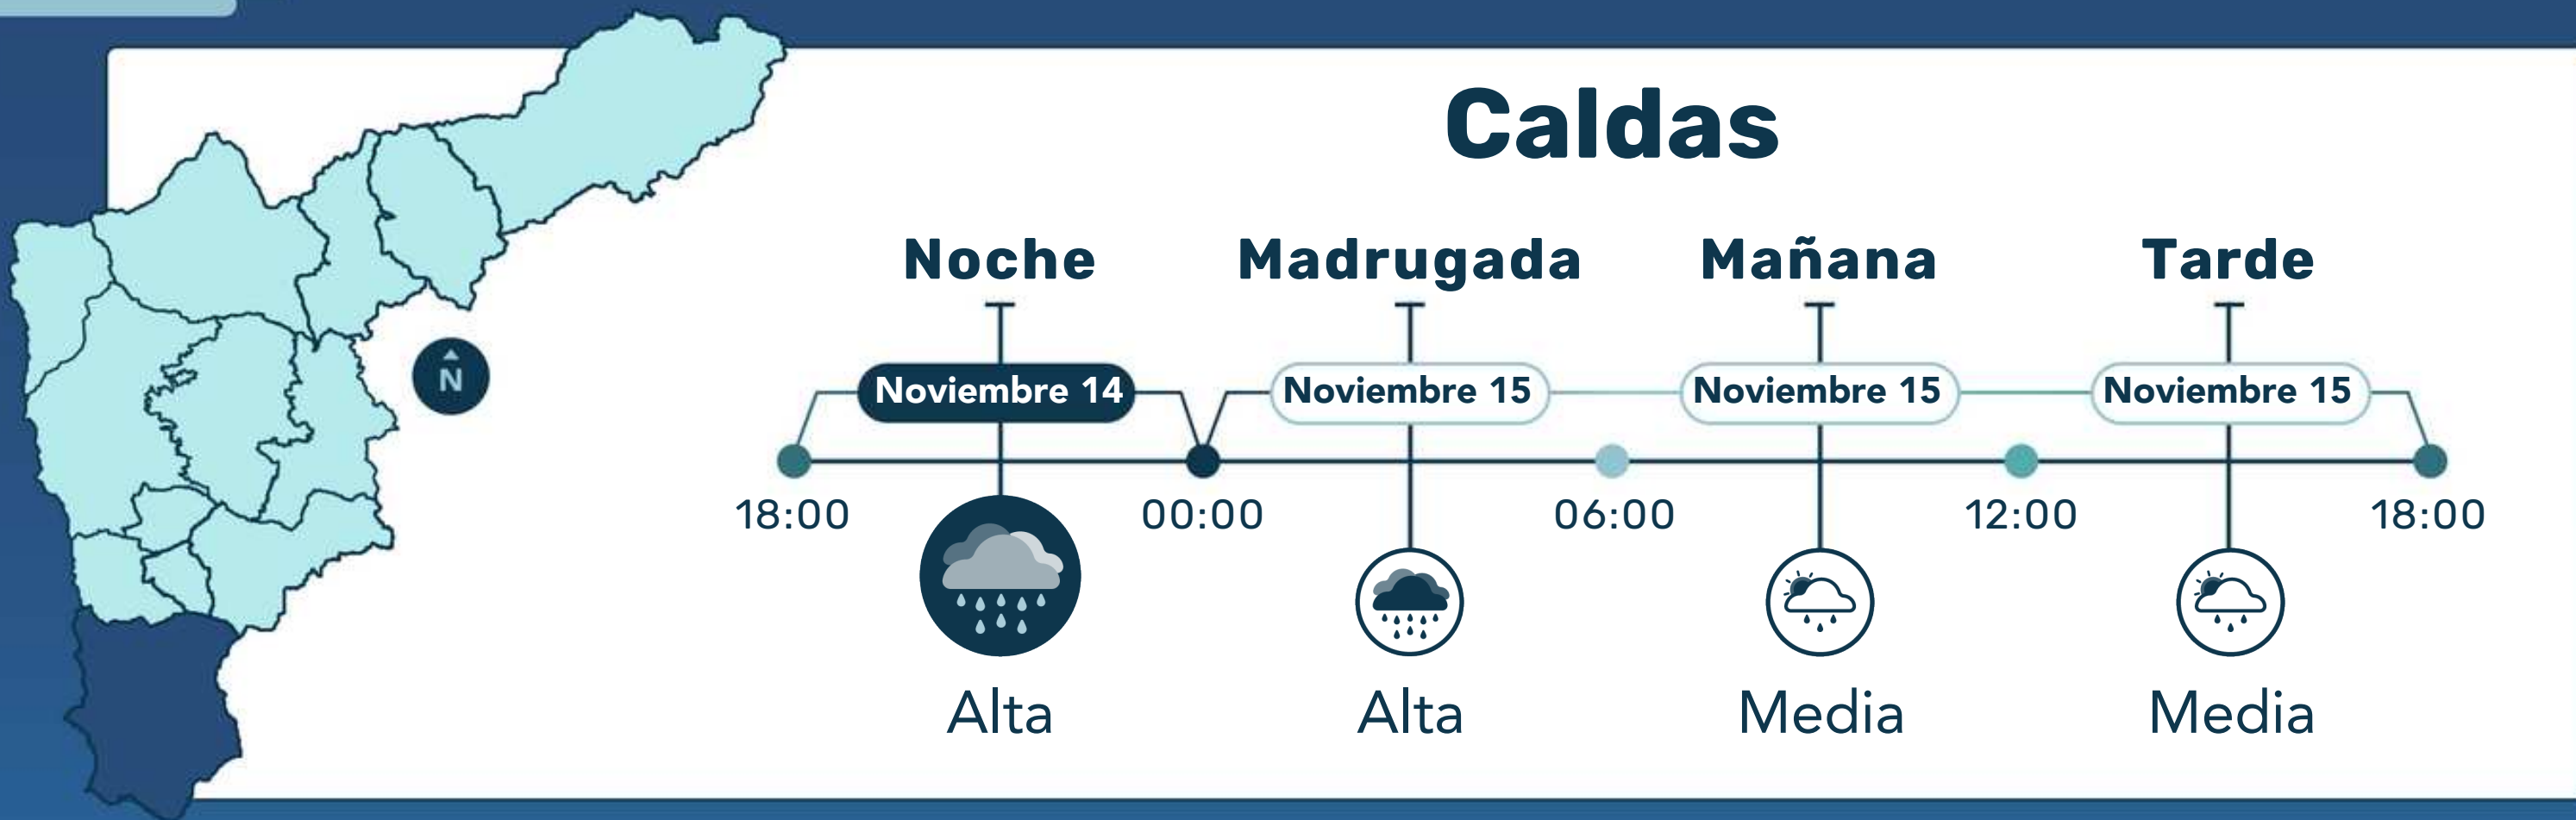 Caldas
Noche Madrugada Mañana Tarde
N
Noviembre 14 Noviembre 15 Noviembre 15 Noviembre 15
18:00 00:00 06:00 12:00 18:00
Alta Alta Media Media